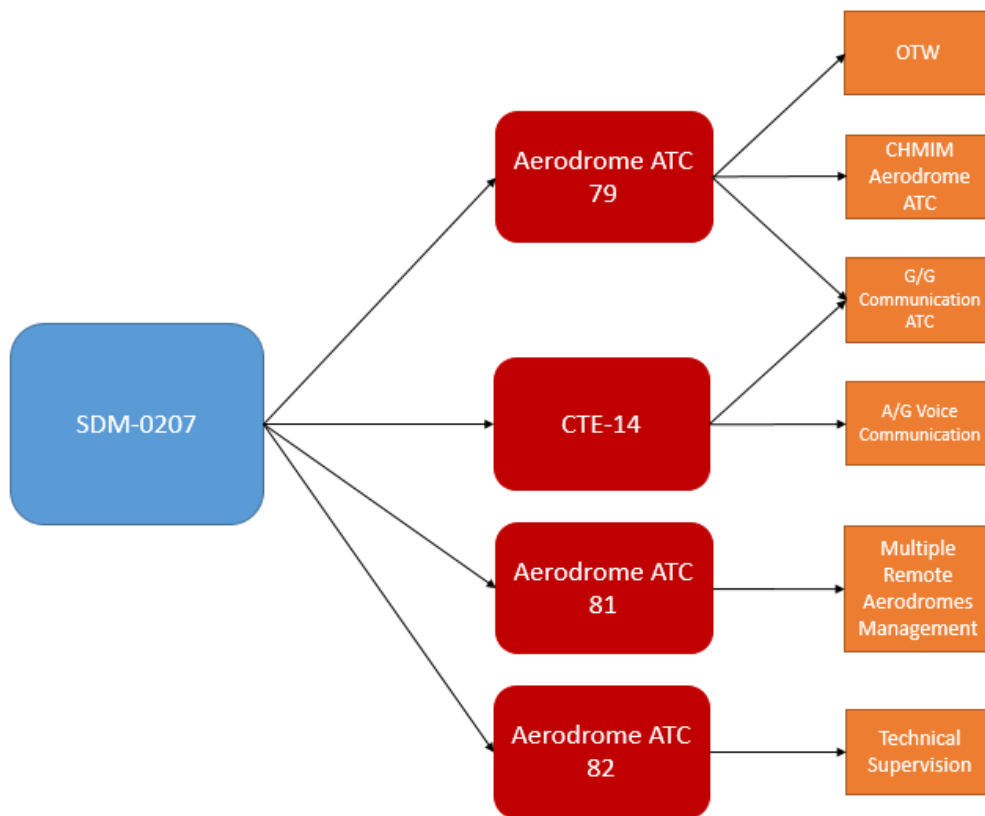 SDM-0207
Aerodrome ATC
79
CTE-14
Aerodrome ATC
81
Aerodrome ATC
82
OTW
CHMIM
Aerodrome
ATC
G/G
Communication
ATC
A/G Voice
Communication
Multiple
Remote
Aerodromes
Management
Technical
Supervision